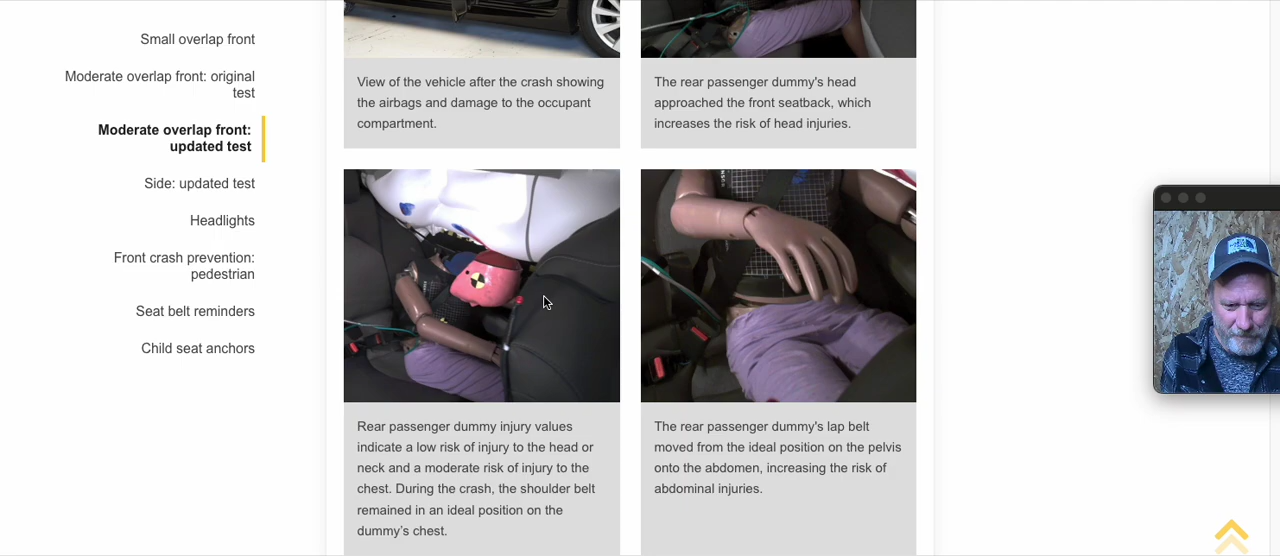 Small overlap front
Moderate overlap front: original
test
Moderate overlap front:
updated test
Side: updated test
Headlights
Front crash prevention:
pedestrian
Seat belt reminders
Child seat anchors
View of the vehicle after the crash showing
the airbags and damage to the occupant
compartment.
The rear passenger dummy's head
approached the front seatback, which
increases the risk of head injuries.
Rear passenger dummy injury values
indicate a low risk of injury to the head or
neck and a moderate risk of injury to the
chest. During the crash, the shoulder belt
remained in an ideal position on the
dummy's chest.
The rear passenger dummy's lap belt
moved from the ideal position on the pelvis
onto the abdomen, increasing the risk of
abdominal injuries.